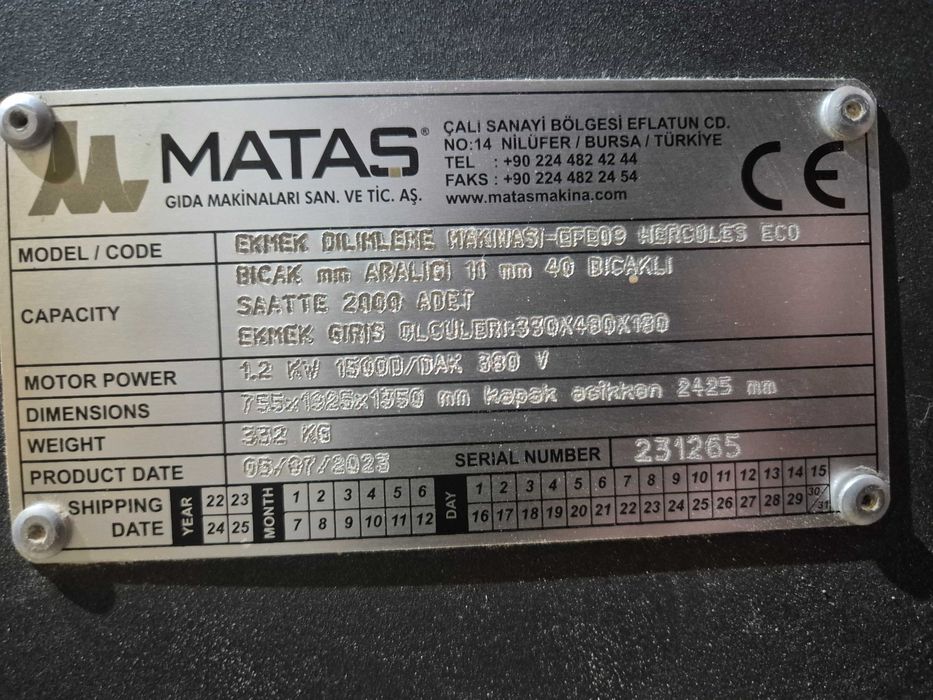 MATAŞ®
GIDA MAKİNALARI SAN. VE TİC. AŞ.
ÇALI SANAYİ BÖLGESİ EFLATUN CD.
NO:14 NİLÜFER / BURSA / TÜRKİYE
TEL : +90 224 482 42 44
FAKS : +90 224 482 24 54
www.matasmakina.com
CE
MODEL / CODE EKMEK DILIMLEME MAKINASI-EFE09 HERCULES ECO
CAPACITY BICAK mm ARALIGI 11 mm 40 BICAKLI
SAATTE 2000 ADET
EKMEK GIRIS OLCULERI:330X480X180
MOTOR POWER 1.2 KW 1500D/DAK 380 V
DIMENSIONS 755x1325x1350 mm kapak acikken 2425 mm
WEIGHT 332 KG
PRODUCT DATE 05/07/2023 SERIAL NUMBER 231265
SHIPPING DATE YEAR 22 23 MONTH 1 2 3 4 5 6 DAY 1 2 3 4 5 6 7 8 9 10 11 12 13 14 15
24 25 7 8 9 10 11 12 16 17 18 19 20 21 22 23 24 25 26 27 28 29 30/31